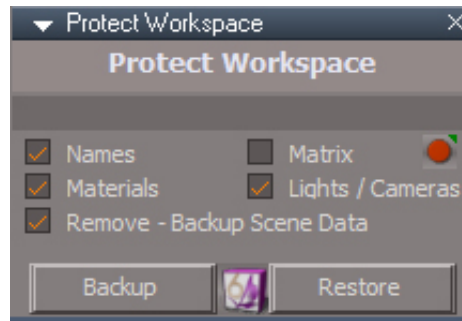 Protect Workspace
Protect Workspace
Names Matrix
Materials Lights / Cameras
Remove - Backup Scene Data
Backup Restore